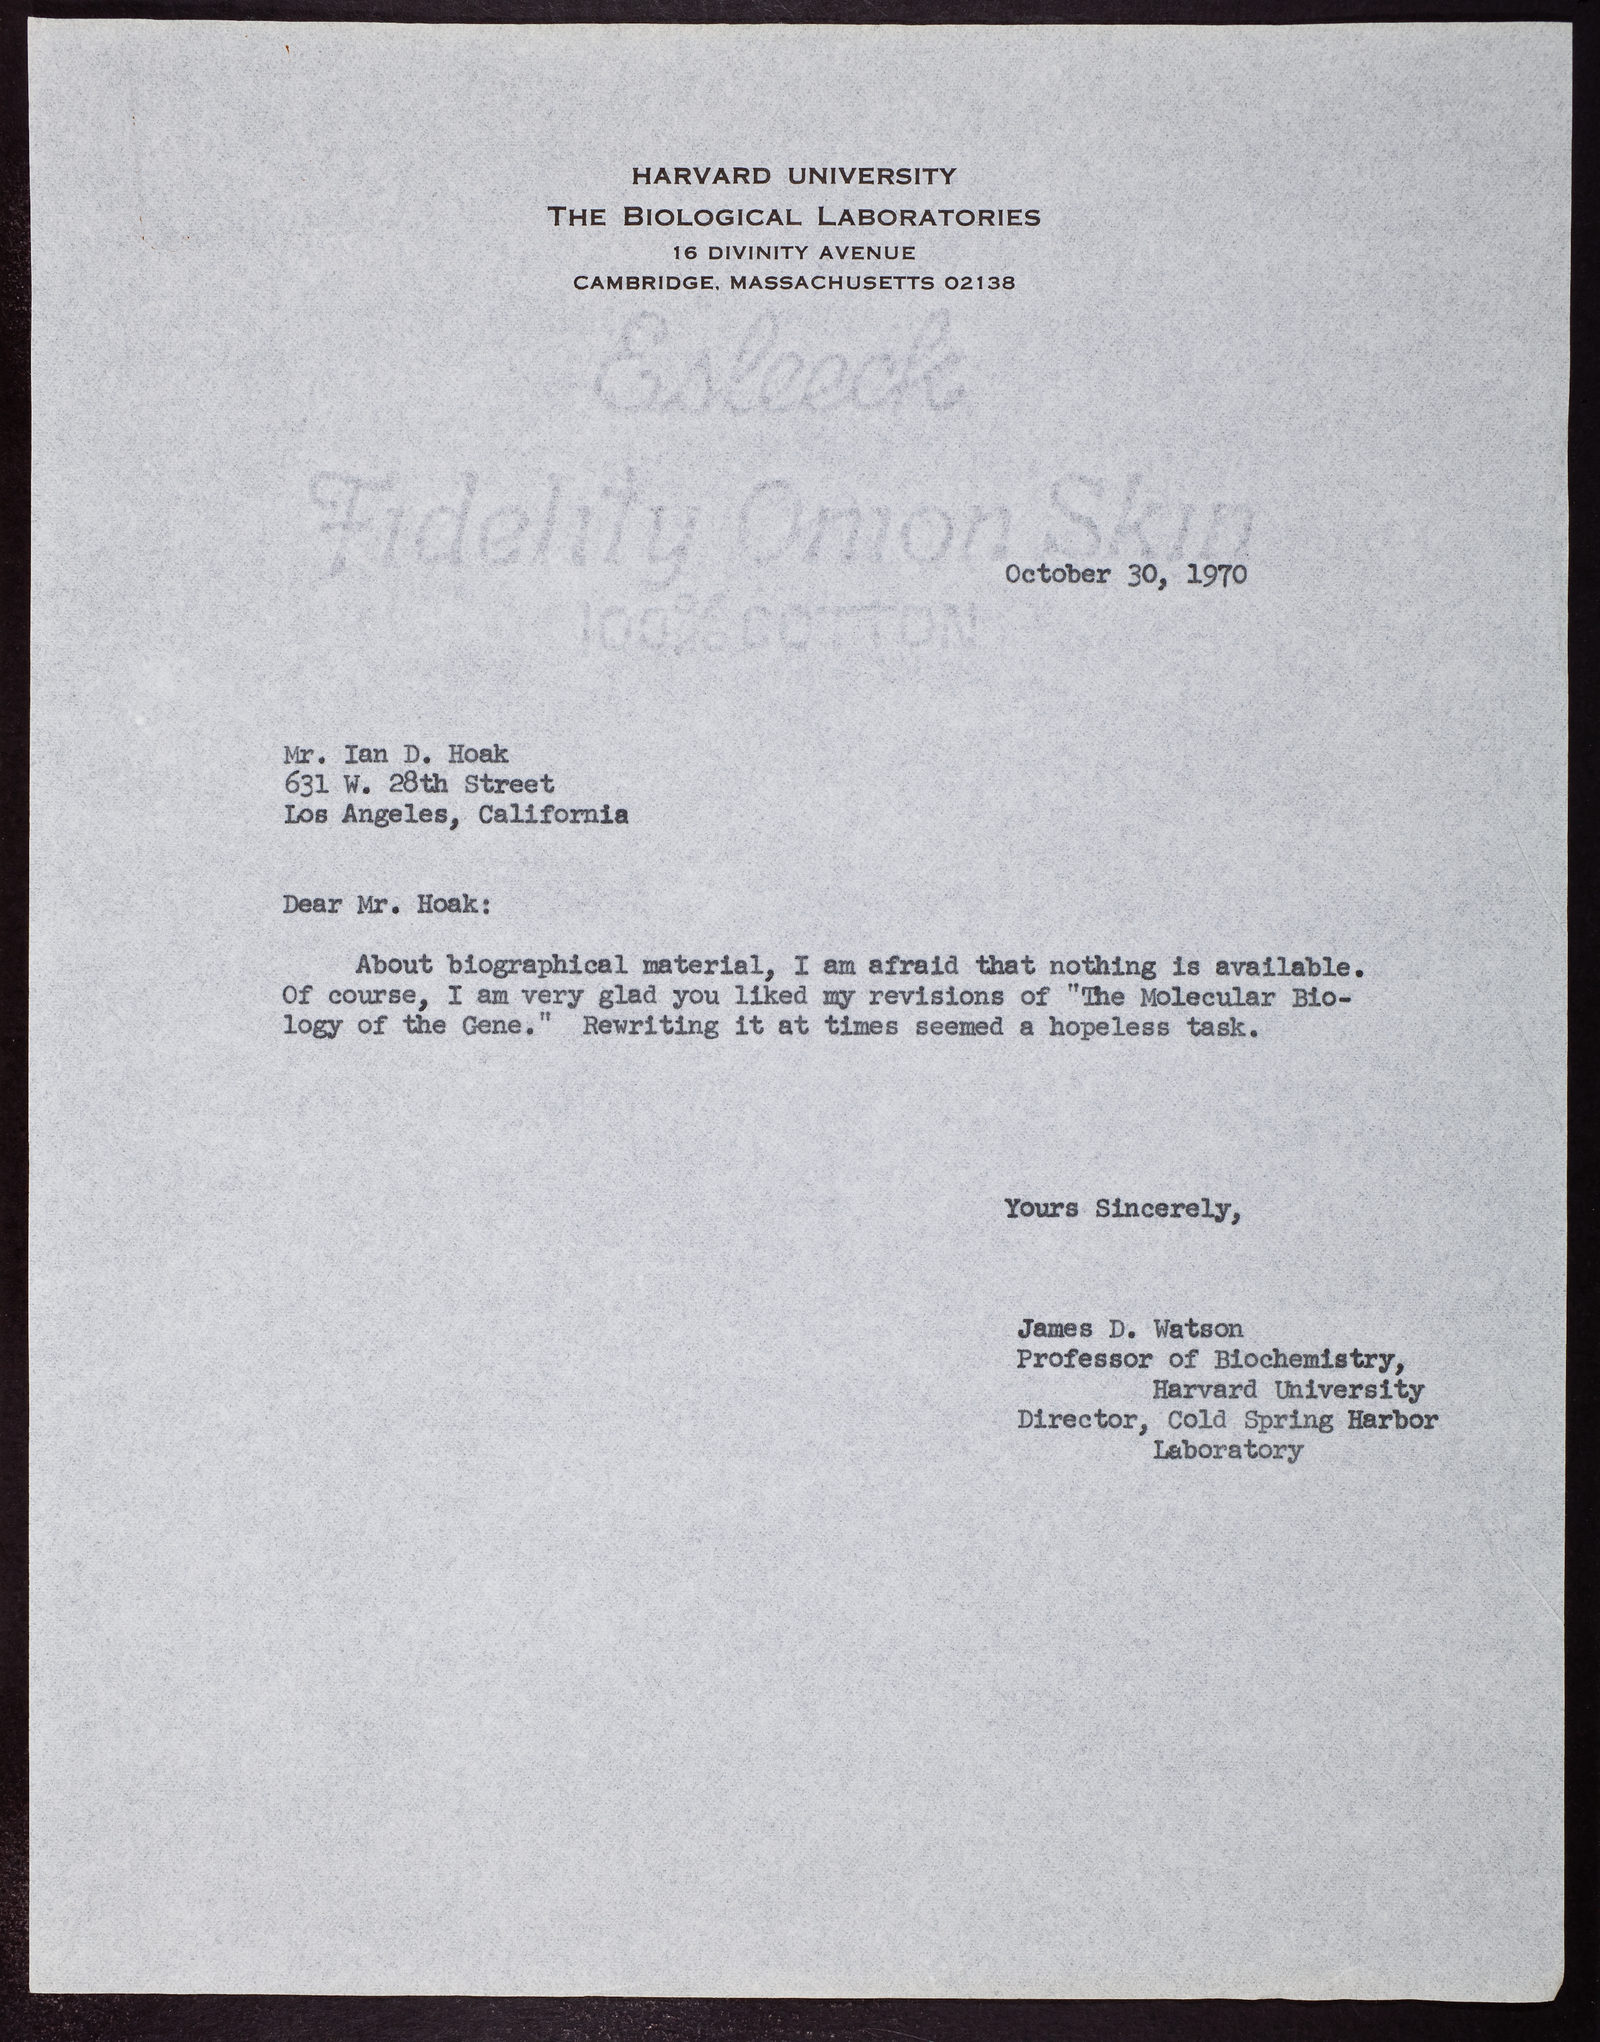 HARVARD UNIVERSITY
THE BIOLOGICAL LABORATORIES
16 DIVINITY AVENUE
CAMBRIDGE, MASSACHUSETTS 02138
Esleeck
Fidelity Onion Skin
100% COTTON
October 30, 1970
Mr. Ian D. Hoak
631 W. 28th Street
Los Angeles, California
Dear Mr. Hoak:
About biographical material, I am afraid that nothing is available.
Of course, I am very glad you liked my revisions of "The Molecular Bio-
logy of the Gene." Rewriting it at times seemed a hopeless task.
Yours Sincerely,
James D. Watson
Professor of Biochemistry,
Harvard University
Director, Cold Spring Harbor
Laboratory